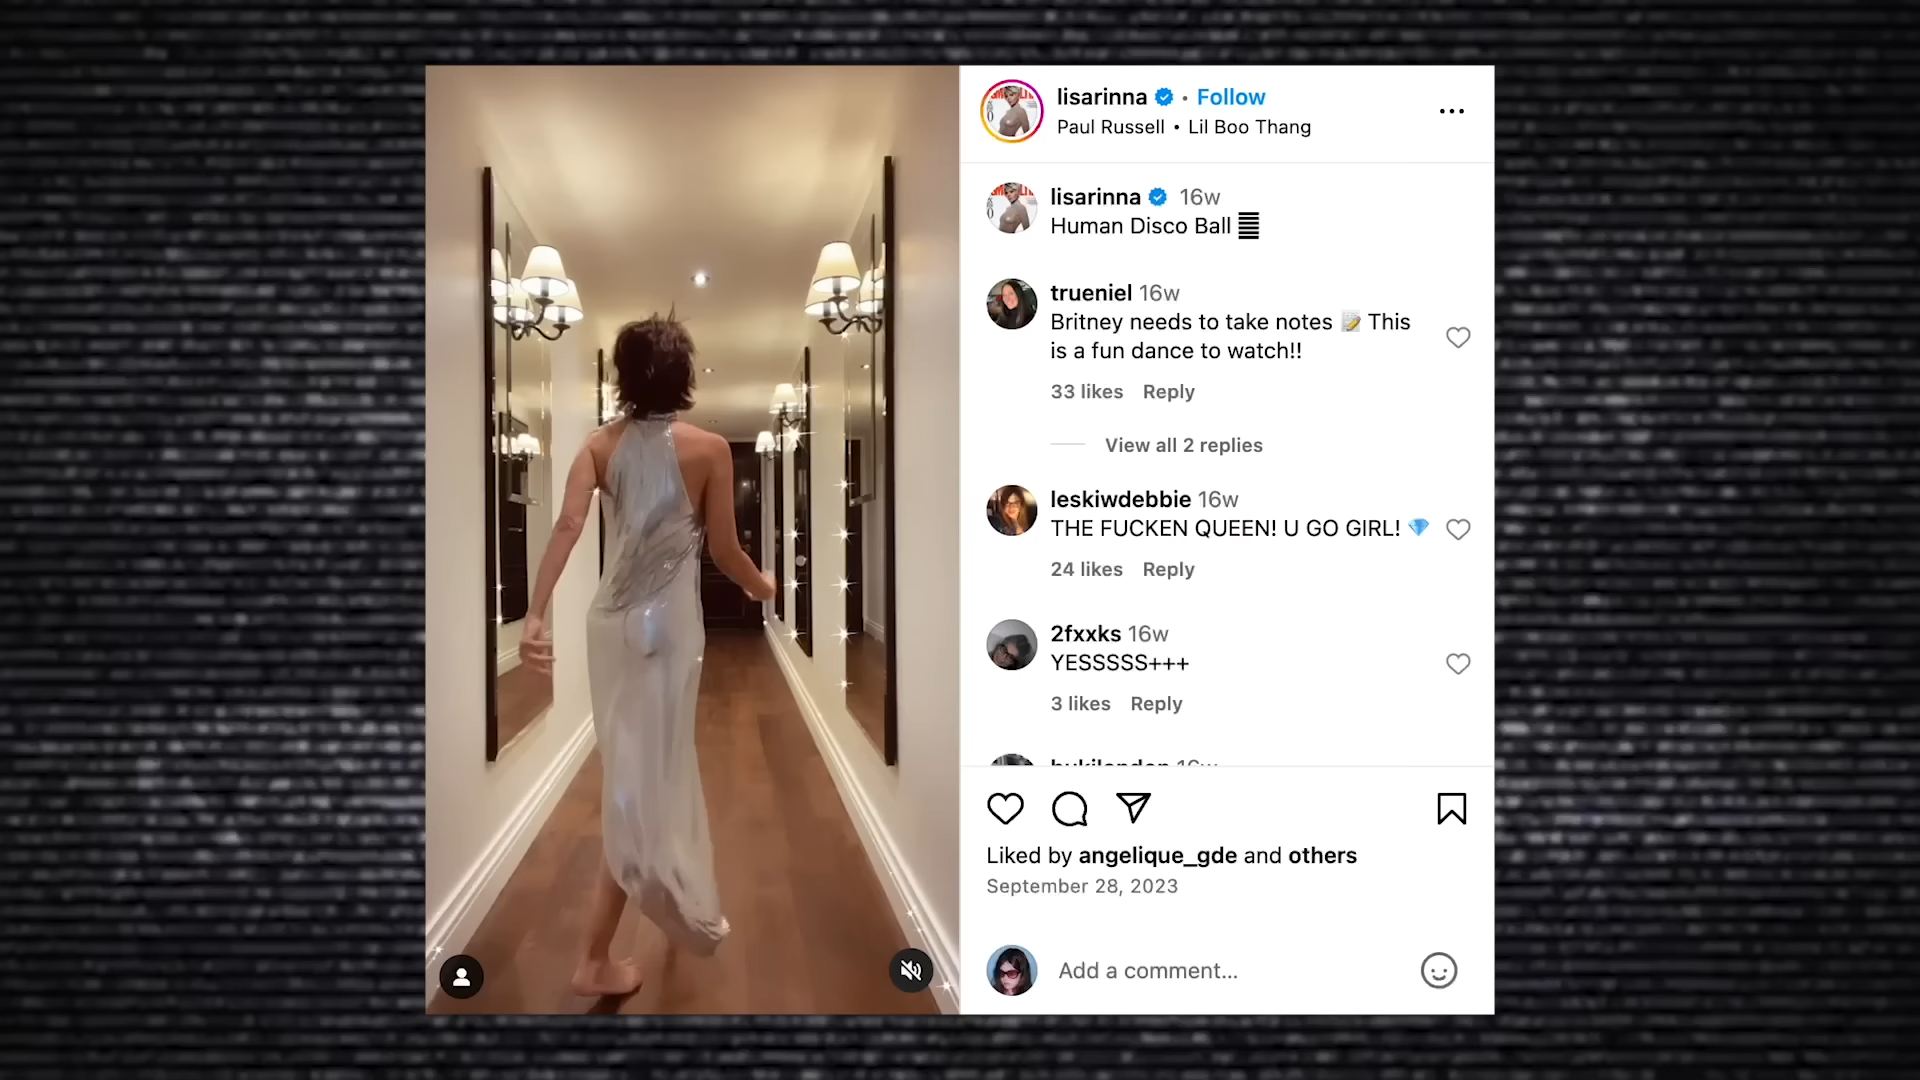 lisarinna • Follow
Paul Russell • Lil Boo Thang
lisarinna 16w
Human Disco Ball
trueniel 16w
Britney needs to take notes 📝 This
is a fun dance to watch!!
33 likes Reply
View all 2 replies
leskiwdebbie 16w
THE FUCKEN QUEEN! U GO GIRL! 💎
24 likes Reply
2fxxks 16w
YESSSSS+++
3 likes Reply
Liked by angelique_gde and others
September 28, 2023
Add a comment...